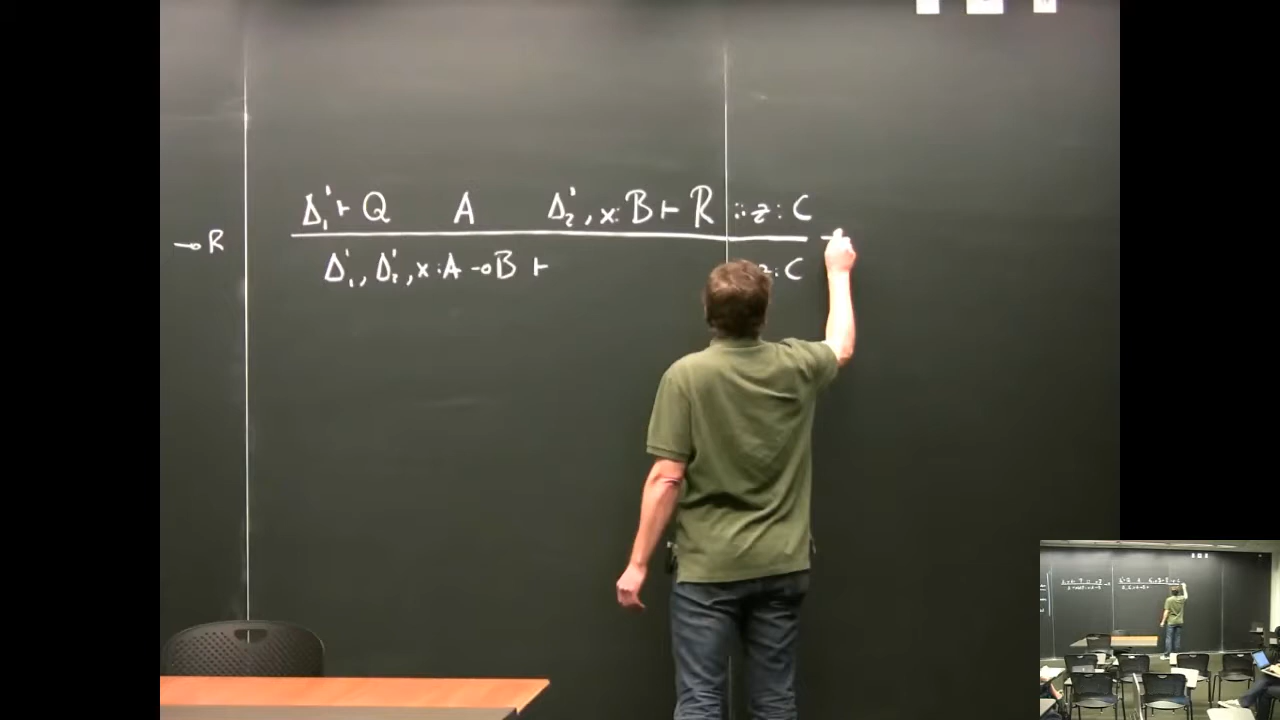 Δ₁' ⊢ Q A Δ₂', x:B ⊢ R :: z : C
⊸R
Δ₁', Δ₂', x:A ⊸ B ⊢ z:C